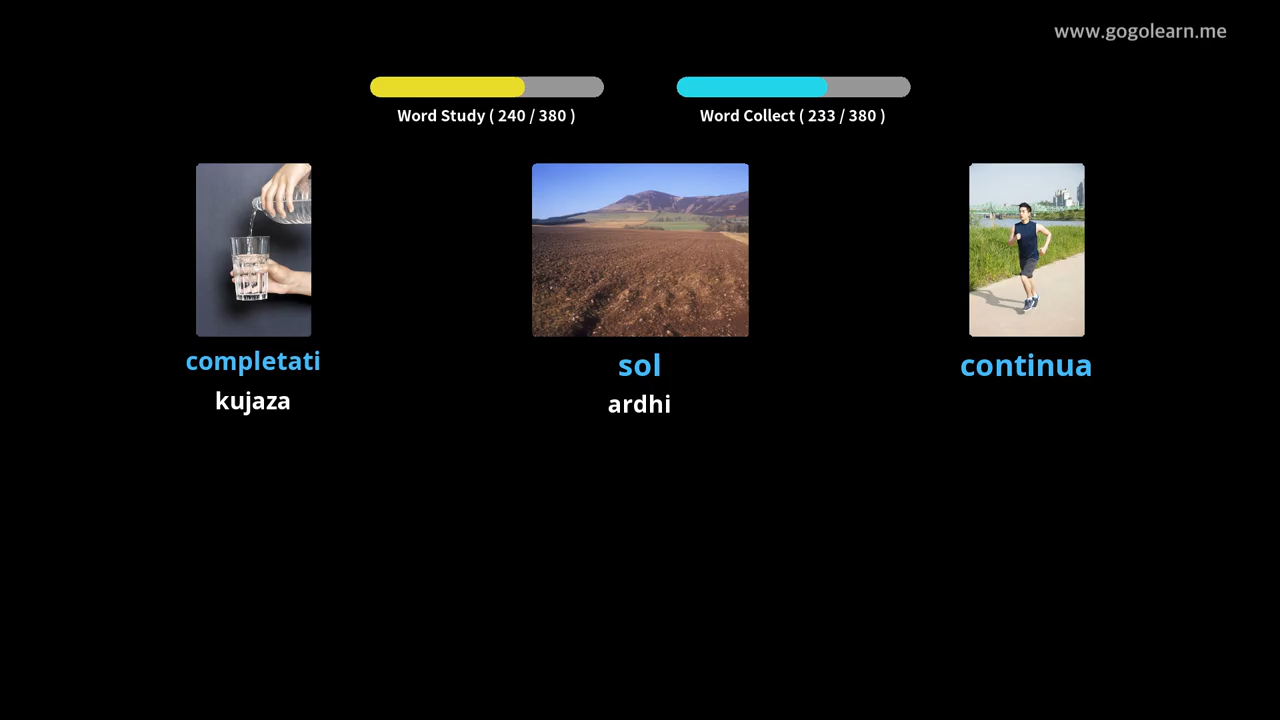 www.gogolearn.me
Word Study ( 240 / 380 )
Word Collect ( 233 / 380 )
completati
kujaza
sol
ardhi
continua